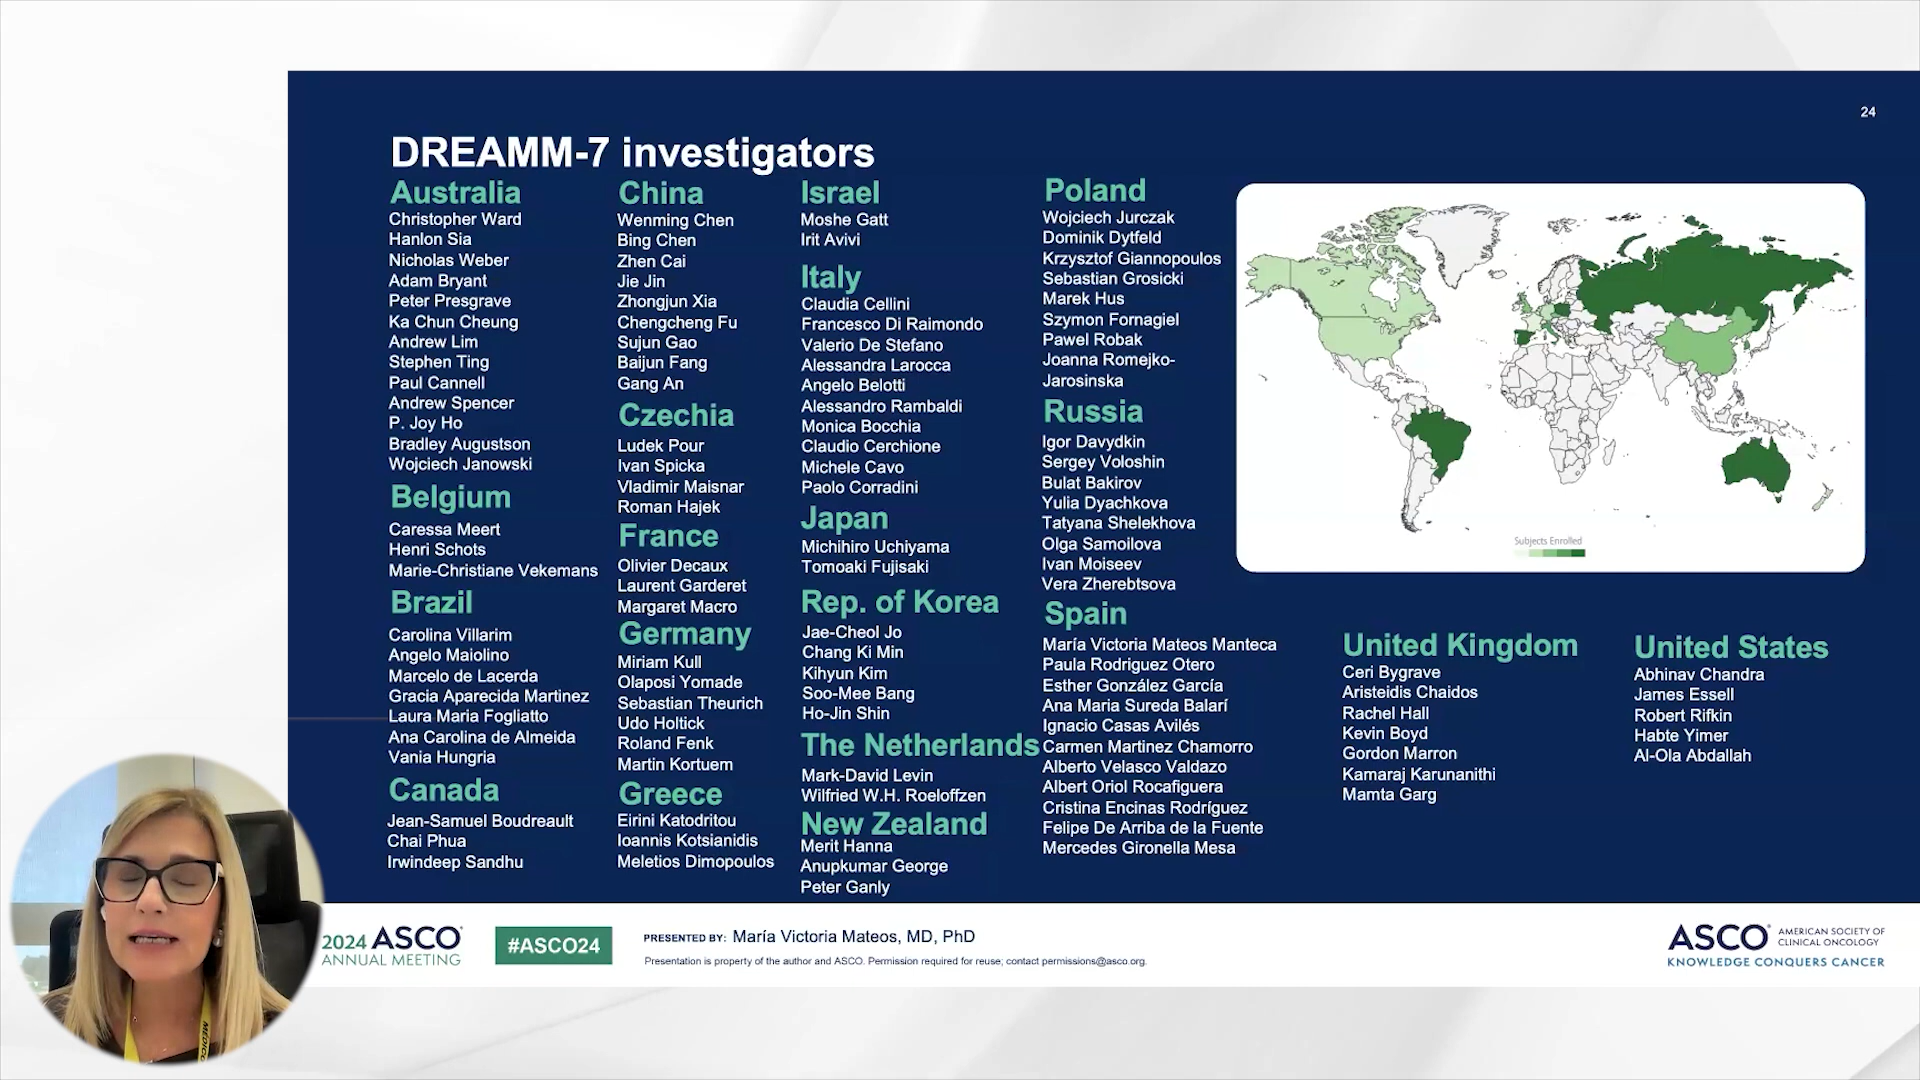 24
DREAMM-7 investigators
Australia
Christopher Ward
Hanlon Sia
Nicholas Weber
Adam Bryant
Peter Presgrave
Ka Chun Cheung
Andrew Lim
Stephen Ting
Paul Cannell
Andrew Spencer
P. Joy Ho
Bradley Augustson
Wojciech Janowski
Belgium
Caressa Meert
Henri Schots
Marie-Christiane Vekemans
Brazil
Carolina Villarim
Angelo Maiolino
Marcelo de Lacerda
Gracia Aparecida Martinez
Laura Maria Fogliatto
Ana Carolina de Almeida
Vania Hungria
Canada
Jean-Samuel Boudreault
Chai Phua
Irwindeep Sandhu
China
Wenming Chen
Bing Chen
Zhen Cai
Jie Jin
Zhongjun Xia
Chengcheng Fu
Sujun Gao
Baijun Fang
Gang An
Czechia
Ludek Pour
Ivan Spicka
Vladimir Maisnar
Roman Hajek
France
Olivier Decaux
Laurent Garderet
Margaret Macro
Germany
Miriam Kull
Olaposi Yomade
Sebastian Theurich
Udo Holtick
Roland Fenk
Martin Kortuem
Greece
Eirini Katodritou
Ioannis Kotsianidis
Meletios Dimopoulos
Israel
Moshe Gatt
Irit Avivi
Italy
Claudia Cellini
Francesco Di Raimondo
Valerio De Stefano
Alessandra Larocca
Angelo Belotti
Alessandro Rambaldi
Monica Bocchia
Claudio Cerchione
Michele Cavo
Paolo Corradini
Japan
Michihiro Uchiyama
Tomoaki Fujisaki
Rep. of Korea
Jae-Cheol Jo
Chang Ki Min
Kihyun Kim
Soo-Mee Bang
Ho-Jin Shin
The Netherlands
Mark-David Levin
Wilfried W.H. Roeloffzen
New Zealand
Merit Hanna
Anupkumar George
Peter Ganly
Poland
Wojciech Jurczak
Dominik Dytfeld
Krzysztof Giannopoulos
Sebastian Grosicki
Marek Hus
Szymon Fornagiel
Pawel Robak
Joanna Romejko-
Jarosinska
Russia
Igor Davydkin
Sergey Voloshin
Bulat Bakirov
Yulia Dyachkova
Tatyana Shelekhova
Olga Samoilova
Ivan Moiseev
Vera Zherebtsova
Spain
María Victoria Mateos Manteca
Paula Rodriguez Otero
Esther González García
Ana Maria Sureda Balarí
Ignacio Casas Avilés
Carmen Martinez Chamorro
Alberto Velasco Valdazo
Albert Oriol Rocafiguera
Cristina Encinas Rodríguez
Felipe De Arriba de la Fuente
Mercedes Gironella Mesa
Subjects Enrolled
United Kingdom
Ceri Bygrave
Aristeidis Chaidos
Rachel Hall
Kevin Boyd
Gordon Marron
Kamaraj Karunanithi
Mamta Garg
United States
Abhinav Chandra
James Essell
Robert Rifkin
Habte Yimer
Al-Ola Abdallah
2024 ASCO
ANNUAL MEETING
#ASCO24
PRESENTED BY: María Victoria Mateos, MD, PhD
Presentation is property of the author and ASCO. Permission required for reuse; contact permissions@asco.org.
ASCO AMERICAN SOCIETY OF
CLINICAL ONCOLOGY
KNOWLEDGE CONQUERS CANCER